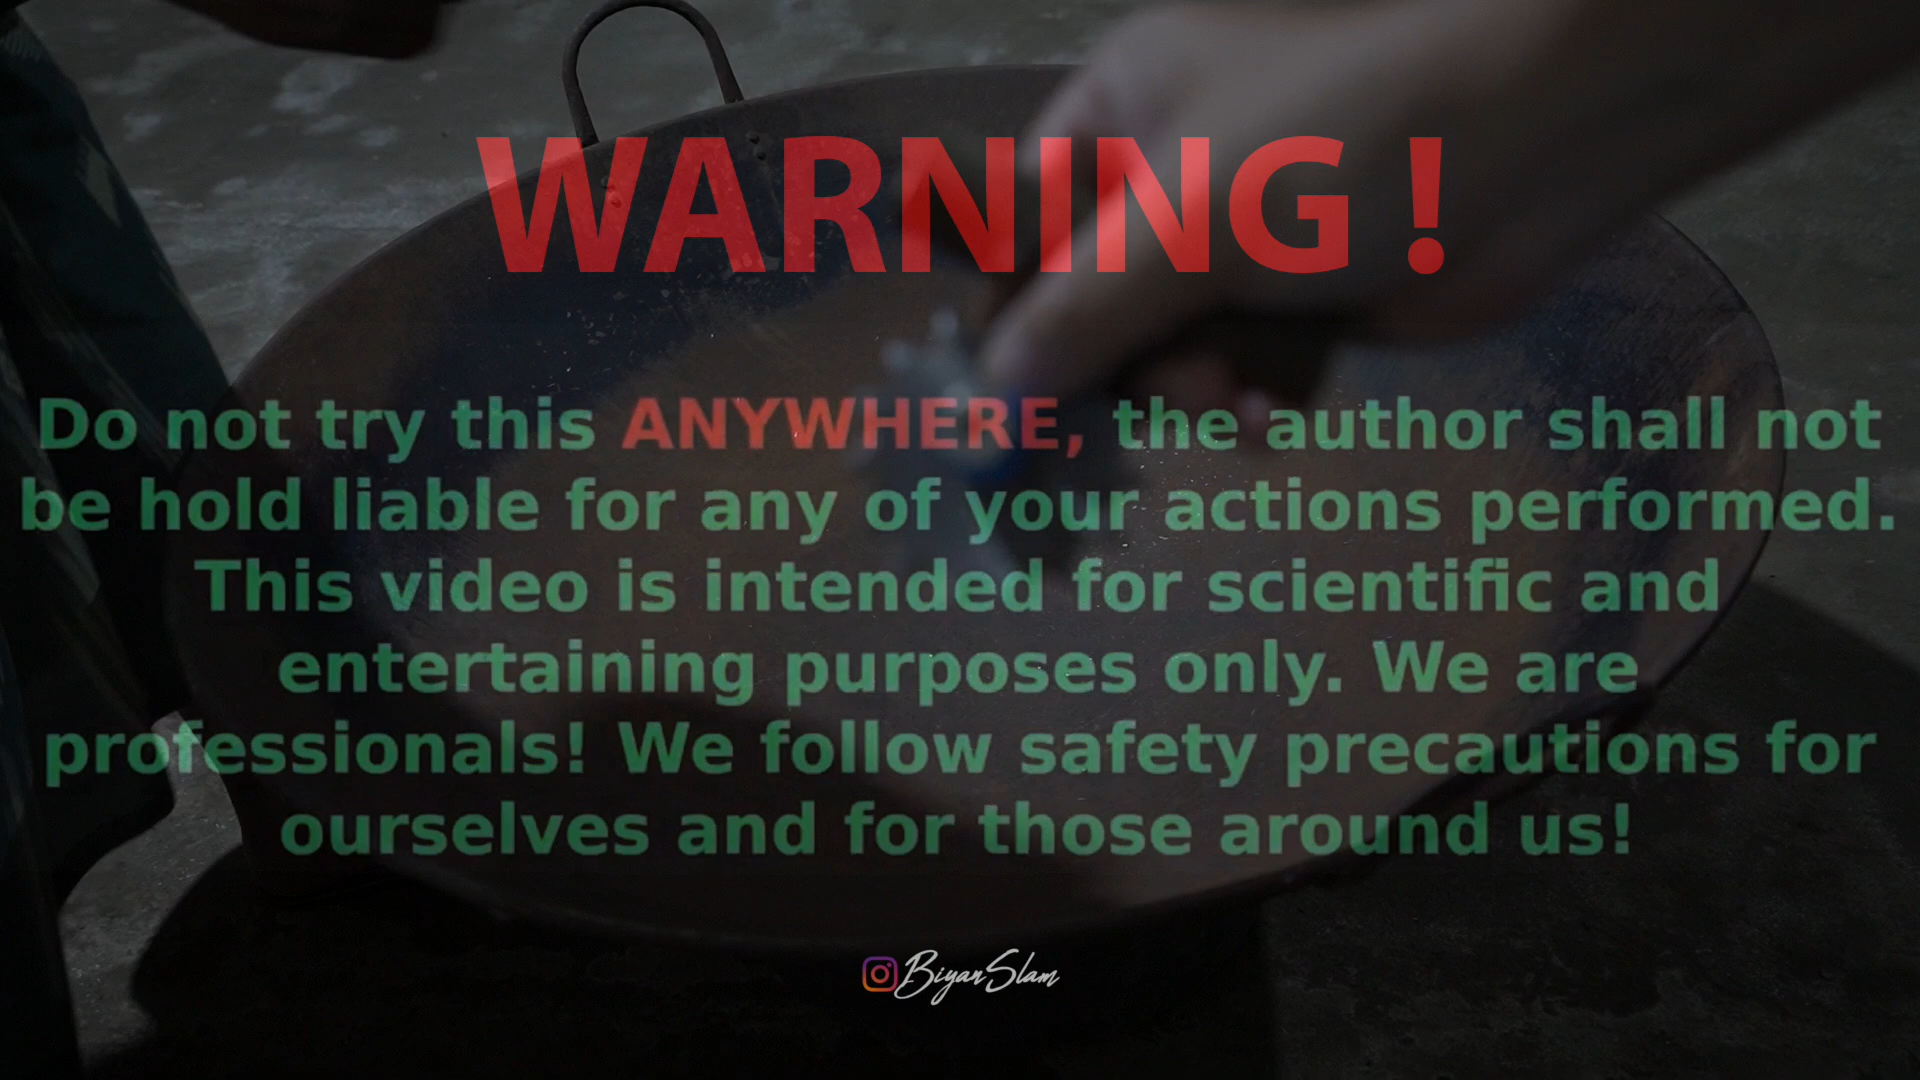 WARNING !
Do not try this ANYWHERE, the author shall not
be hold liable for any of your actions performed.
This video is intended for scientific and
entertaining purposes only. We are
professionals! We follow safety precautions for
ourselves and for those around us!
BiyanSlam